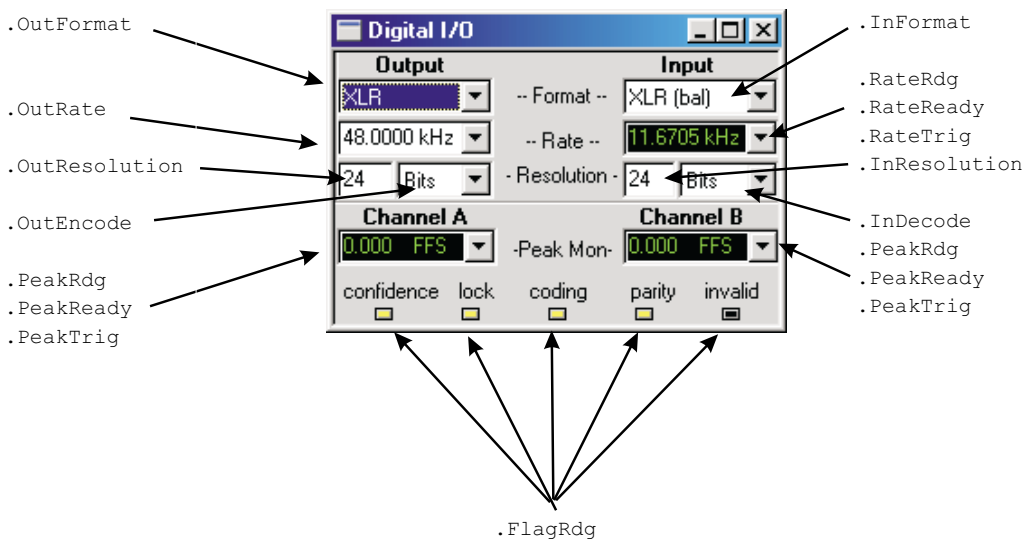 .OutFormat
.OutRate
.OutResolution
.OutEncode
.PeakRdg
.PeakReady
.PeakTrig
Digital I/O
Output Input
XLR -- Format -- XLR (bal)
48.0000 kHz -- Rate -- 11.6705 kHz
24 Bits - Resolution - 24 Bits
Channel A Channel B
0.000 FFS -Peak Mon- 0.000 FFS
confidence lock coding parity invalid
.InFormat
.RateRdg
.RateReady
.RateTrig
.InResolution
.InDecode
.PeakRdg
.PeakReady
.PeakTrig
.FlagRdg